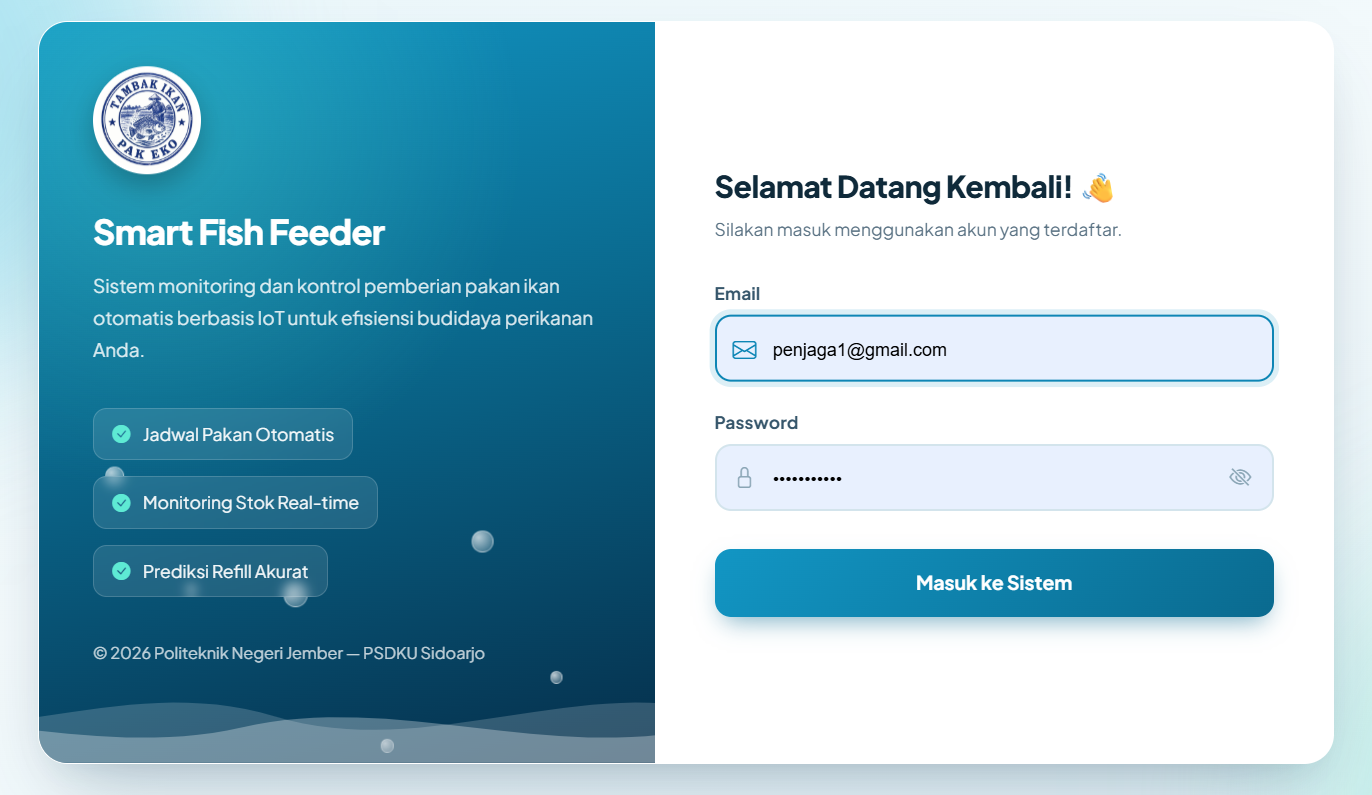 TAMBAK IKAN
PAK EKO
Smart Fish Feeder
Sistem monitoring dan kontrol pemberian pakan ikan
otomatis berbasis IoT untuk efisiensi budidaya perikanan
Anda.
Jadwal Pakan Otomatis
Monitoring Stok Real-time
Prediksi Refill Akurat
© 2026 Politeknik Negeri Jember — PSDKU Sidoarjo
Selamat Datang Kembali! 👋
Silakan masuk menggunakan akun yang terdaftar.
Email
penjaga1@gmail.com
Password
•••••••••••
Masuk ke Sistem